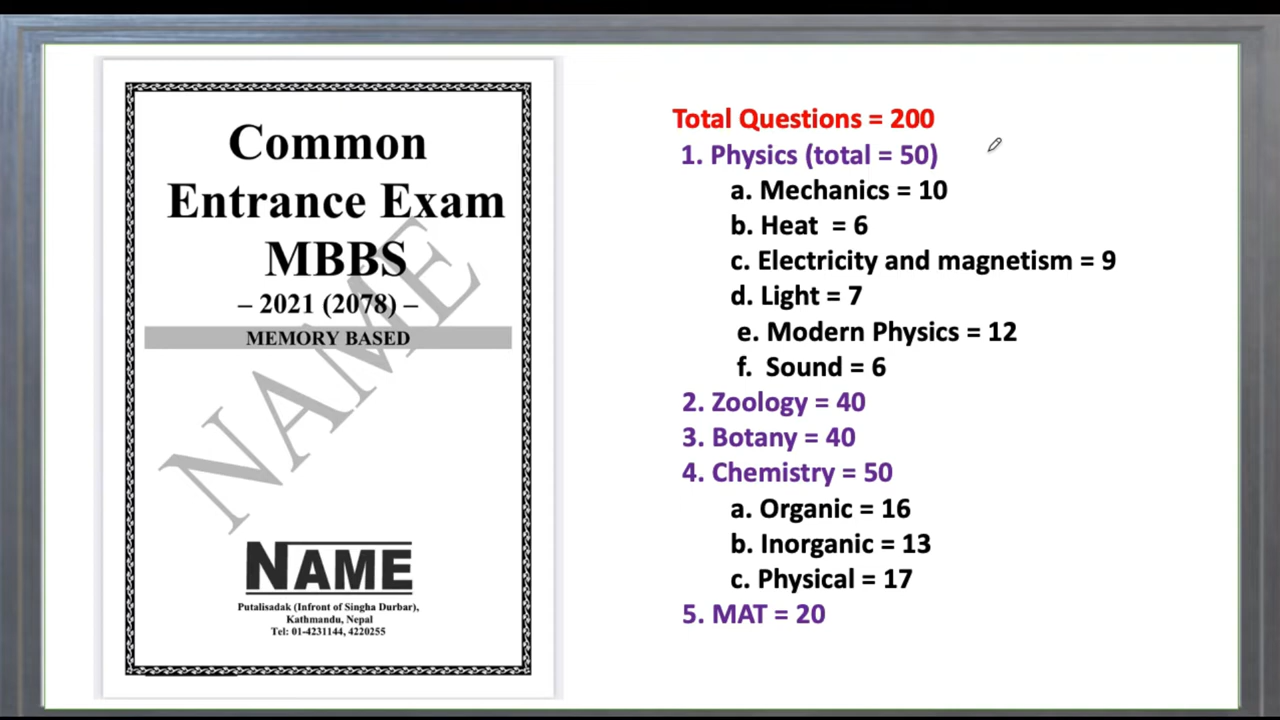 Common
Entrance Exam
MBBS
– 2021 (2078) –
MEMORY BASED
NAME
NAME
Putalisadak (Infront of Singha Durbar),
Kathmandu, Nepal
Tel: 01-4231144, 4220255
Total Questions = 200
1. Physics (total = 50)
a. Mechanics = 10
b. Heat = 6
c. Electricity and magnetism = 9
d. Light = 7
e. Modern Physics = 12
f. Sound = 6
2. Zoology = 40
3. Botany = 40
4. Chemistry = 50
a. Organic = 16
b. Inorganic = 13
c. Physical = 17
5. MAT = 20